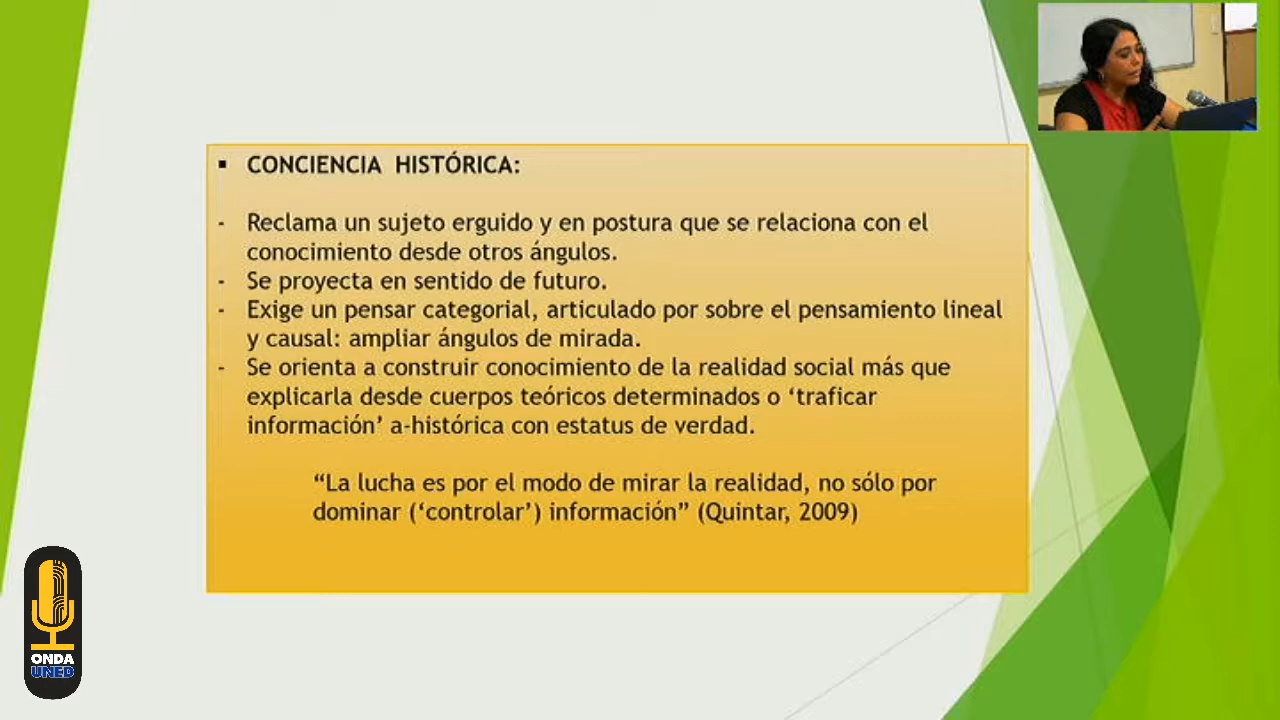 ▪ CONCIENCIA HISTÓRICA:
- Reclama un sujeto erguido y en postura que se relaciona con el
conocimiento desde otros ángulos.
- Se proyecta en sentido de futuro.
- Exige un pensar categorial, articulado por sobre el pensamiento lineal
y causal: ampliar ángulos de mirada.
- Se orienta a construir conocimiento de la realidad social más que
explicarla desde cuerpos teóricos determinados o ‘traficar
información’ a-histórica con estatus de verdad.
“La lucha es por el modo de mirar la realidad, no sólo por
dominar (‘controlar’) información” (Quintar, 2009)
ONDA
UNED